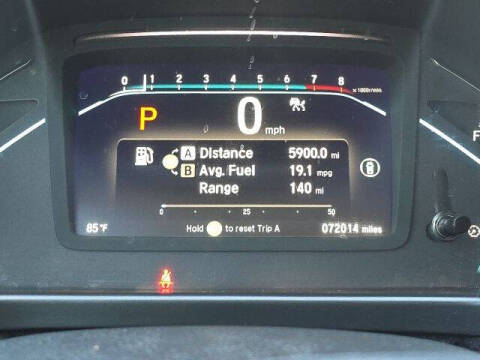 0 1 2 3 4 5 6 7 8 x 1000r/min
P 0 mph
A Distance 5900.0 mi
B Avg. Fuel 19.1 mpg
Range 140 mi
0 25 50
85°F Hold to reset Trip A 072014 miles
F